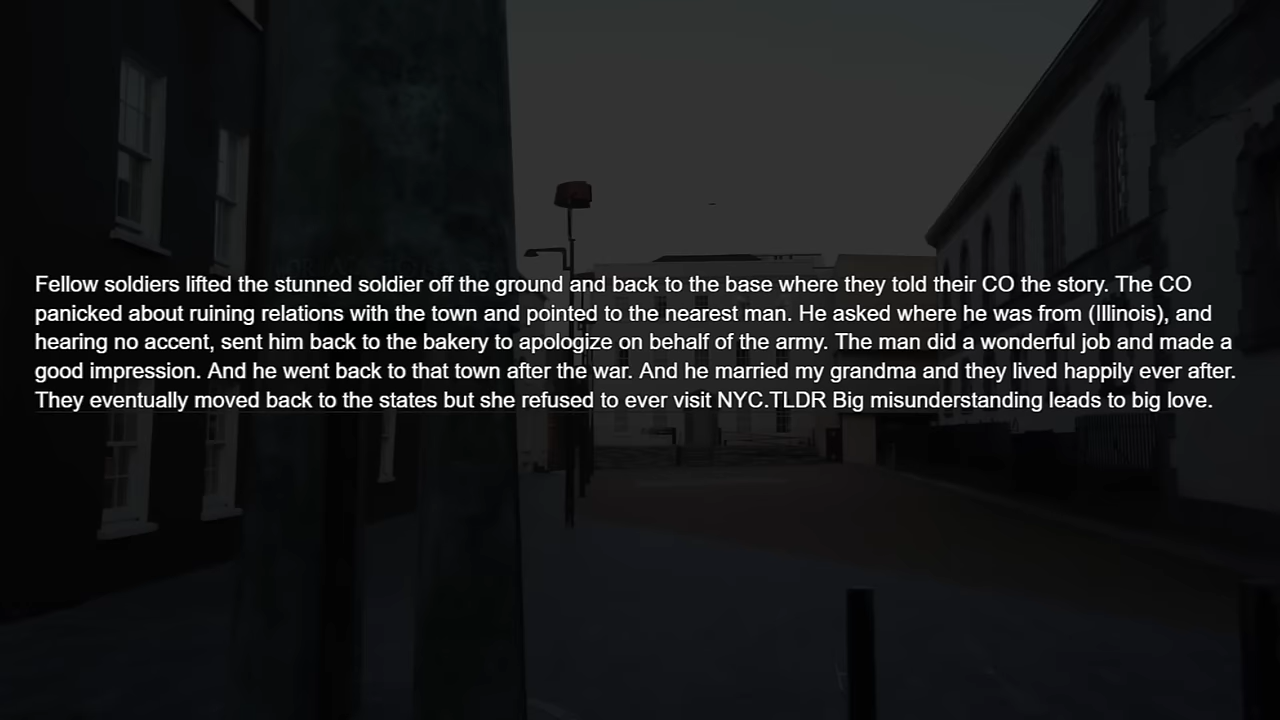 Fellow soldiers lifted the stunned soldier off the ground and back to the base where they told their CO the story. The CO
panicked about ruining relations with the town and pointed to the nearest man. He asked where he was from (Illinois), and
hearing no accent, sent him back to the bakery to apologize on behalf of the army. The man did a wonderful job and made a
good impression. And he went back to that town after the war. And he married my grandma and they lived happily ever after.
They eventually moved back to the states but she refused to ever visit NYC.TLDR Big misunderstanding leads to big love.